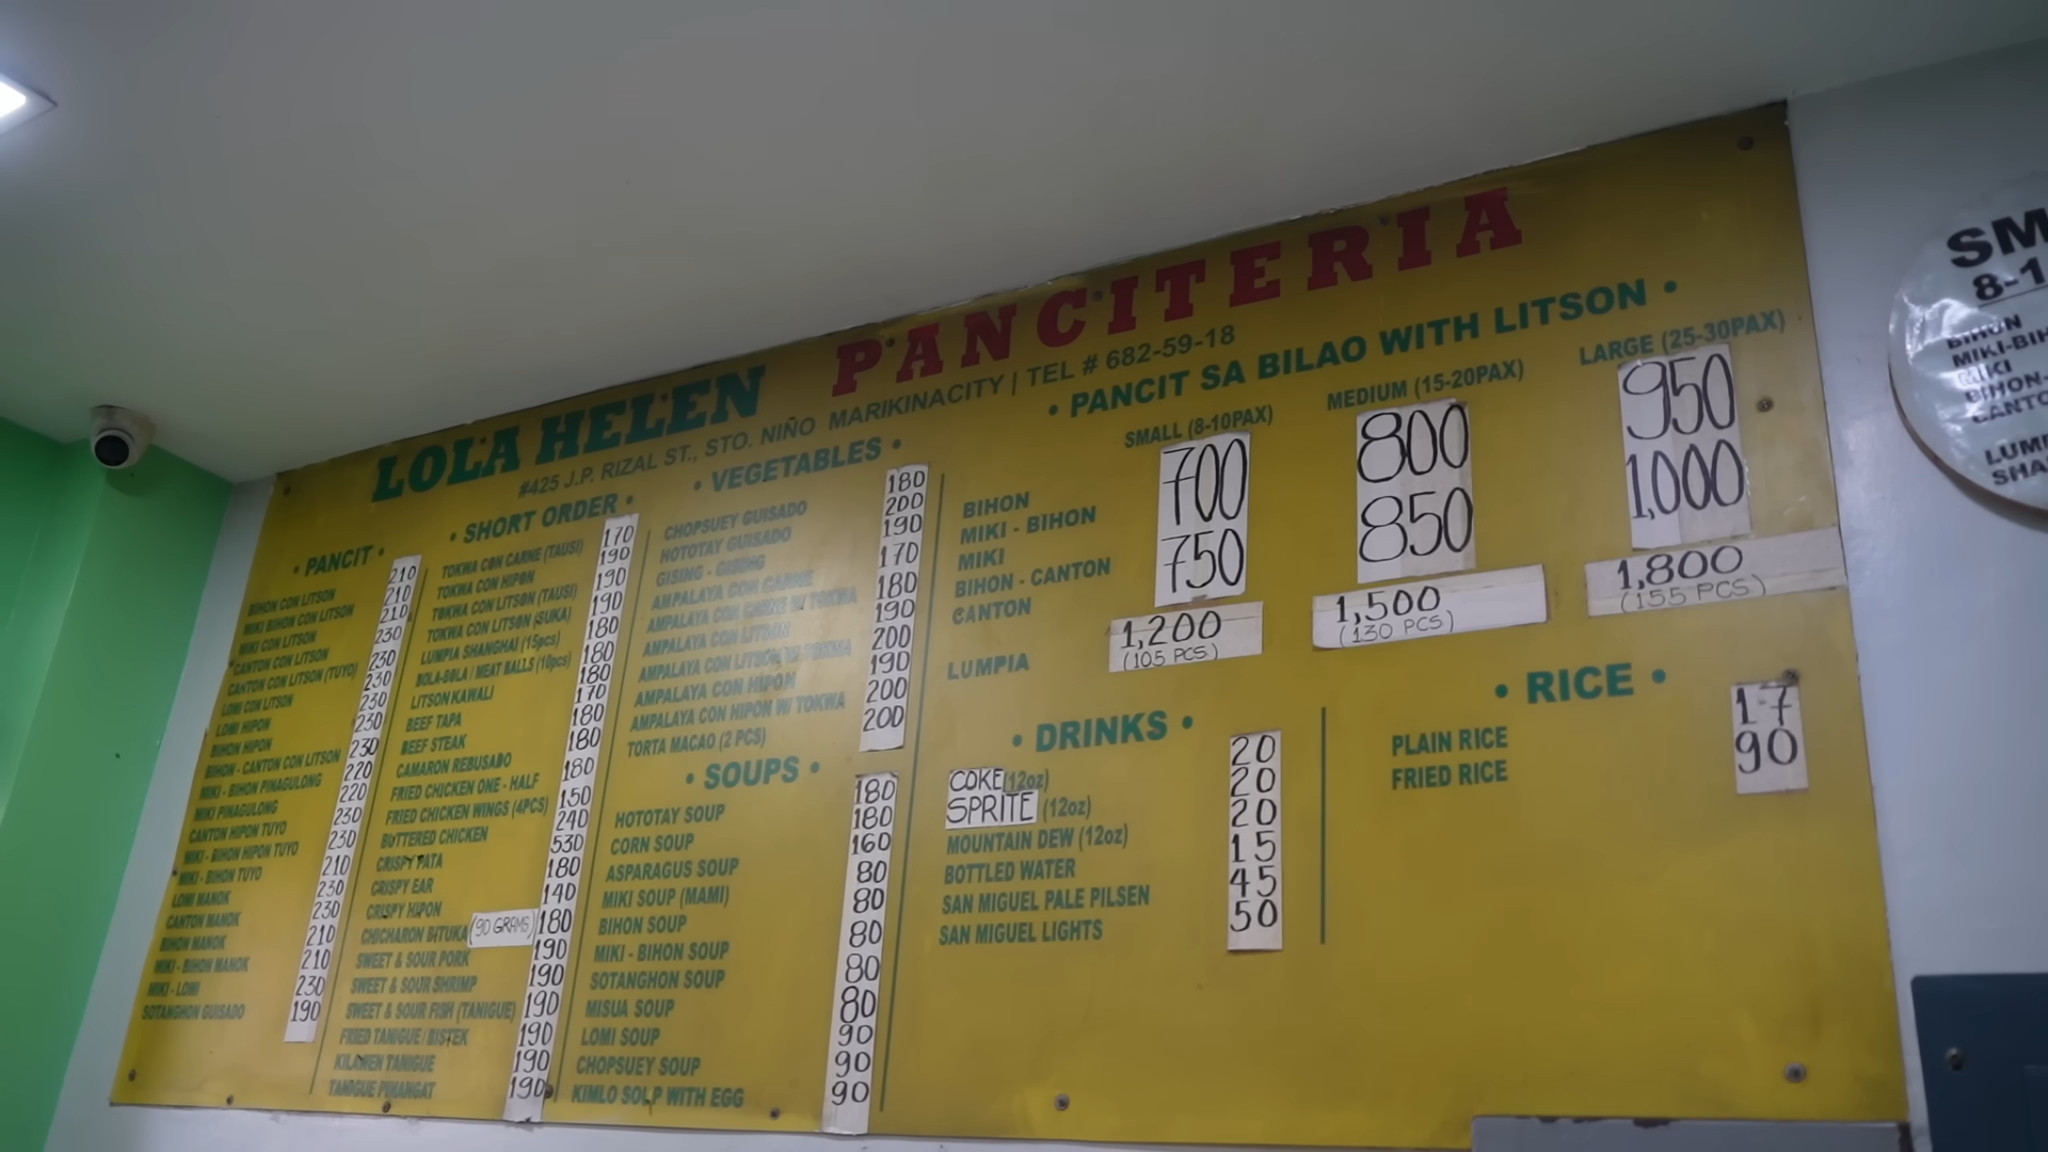 LOLA HELEN PANCITERIA
#425 J.P. RIZAL ST., STO. NIÑO MARIKINACITY | TEL # 682-59-18
• PANCIT •
BIHON CON LITSON 210
MIKI BIHON CON LITSON 210
MIKI CON LITSON 210
CANTON CON LITSON 230
CANTON CON LITSON (TUYO) 230
LOMI CON LITSON 230
LOMI HIPON 230
BIHON HIPON 230
BIHON - CANTON CON LITSON 230
MIKI - BIHON PINAGULONG 220
MIKI PINAGULONG 220
CANTON HIPON TUYO 230
MIKI - BIHON HIPON TUYO 230
MIKI - BIHON TUYO 210
LOMI MANOK 230
CANTON MANOK 230
BIHON MANOK 210
MIKI - BIHON MANOK 210
MIKI - LOMI 230
SOTANGHON GUISADO 190
• SHORT ORDER •
TOKWA CON CARNE (TAUSI) 170
TOKWA CON HIPON 190
TOKWA CON LITSON (TAUSI) 190
TOKWA CON LITSON (SUKA) 190
LUMPIA SHANGHAI (15pcs) 180
BOLA-BOLA / MEAT BALLS (10pcs) 180
LITSON KAWALI 180
BEEF TAPA 170
BEEF STEAK 180
CAMARON REBUSADO 180
FRIED CHICKEN ONE - HALF 180
FRIED CHICKEN WINGS (4PCS) 150
BUTTERED CHICKEN 240
CRISPY PATA 530
CRISPY EAR 180
CRISPY HIPON 140
CHICHARON BITUKA (90 GRAMS) 180
SWEET & SOUR PORK 190
SWEET & SOUR SHRIMP 190
SWEET & SOUR FISH (TANIGUE) 190
FRIED TANIGUE / BISTEK 190
KILAWEN TANIGUE 190
TANIGUE PINANGAT 190
• VEGETABLES •
CHOPSUEY GUISADO 180
HOTOTAY GUISADO 200
GISING - GISING 190
AMPALAYA CON CARNE 170
AMPALAYA CON CARNE W/ TOKWA 180
AMPALAYA CON LITSON 190
AMPALAYA CON LITSON W/ TOKWA 200
AMPALAYA CON HIPON 190
AMPALAYA CON HIPON W/ TOKWA 200
TORTA MACAO (2 PCS) 200
• SOUPS •
HOTOTAY SOUP 180
CORN SOUP 180
ASPARAGUS SOUP 160
MIKI SOUP (MAMI) 80
BIHON SOUP 80
MIKI - BIHON SOUP 80
SOTANGHON SOUP 80
MISUA SOUP 80
LOMI SOUP 90
CHOPSUEY SOUP 90
KIMLO SOUP WITH EGG 90
• PANCIT SA BILAO WITH LITSON •
SMALL (8-10PAX) MEDIUM (15-20PAX) LARGE (25-30PAX)
BIHON
MIKI - BIHON 700 800 950
MIKI
BIHON - CANTON 750 850 1,000
CANTON
LUMPIA 1,200 1,500 1,800
(105 PCS) (130 PCS) (155 PCS)
• DRINKS •
COKE (12oz) 20
SPRITE (12oz) 20
MOUNTAIN DEW (12oz) 20
BOTTLED WATER 15
SAN MIGUEL PALE PILSEN 45
SAN MIGUEL LIGHTS 50
• RICE •
PLAIN RICE 17
FRIED RICE 90
SM
8-1
BIHON
MIKI-BIH
MIKI
BIHON-
CANTO
LUM
SHA